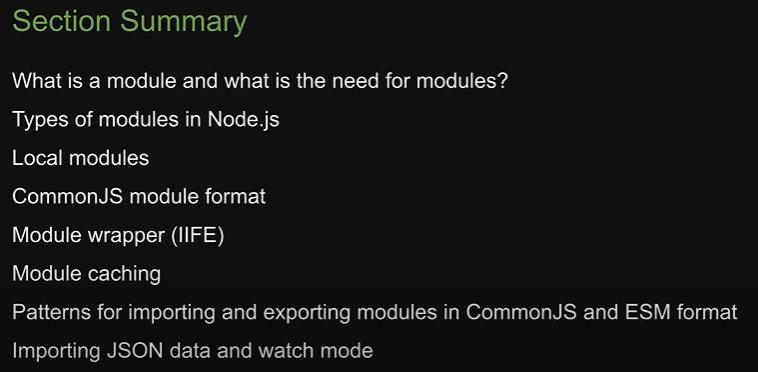 Section Summary
What is a module and what is the need for modules?
Types of modules in Node.js
Local modules
CommonJS module format
Module wrapper (IIFE)
Module caching
Patterns for importing and exporting modules in CommonJS and ESM format
Importing JSON data and watch mode